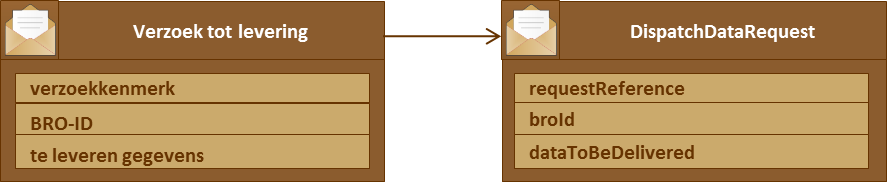 Verzoek tot levering
verzoekkenmerk
BRO-ID
te leveren gegevens
DispatchDataRequest
requestReference
broId
dataToBeDelivered